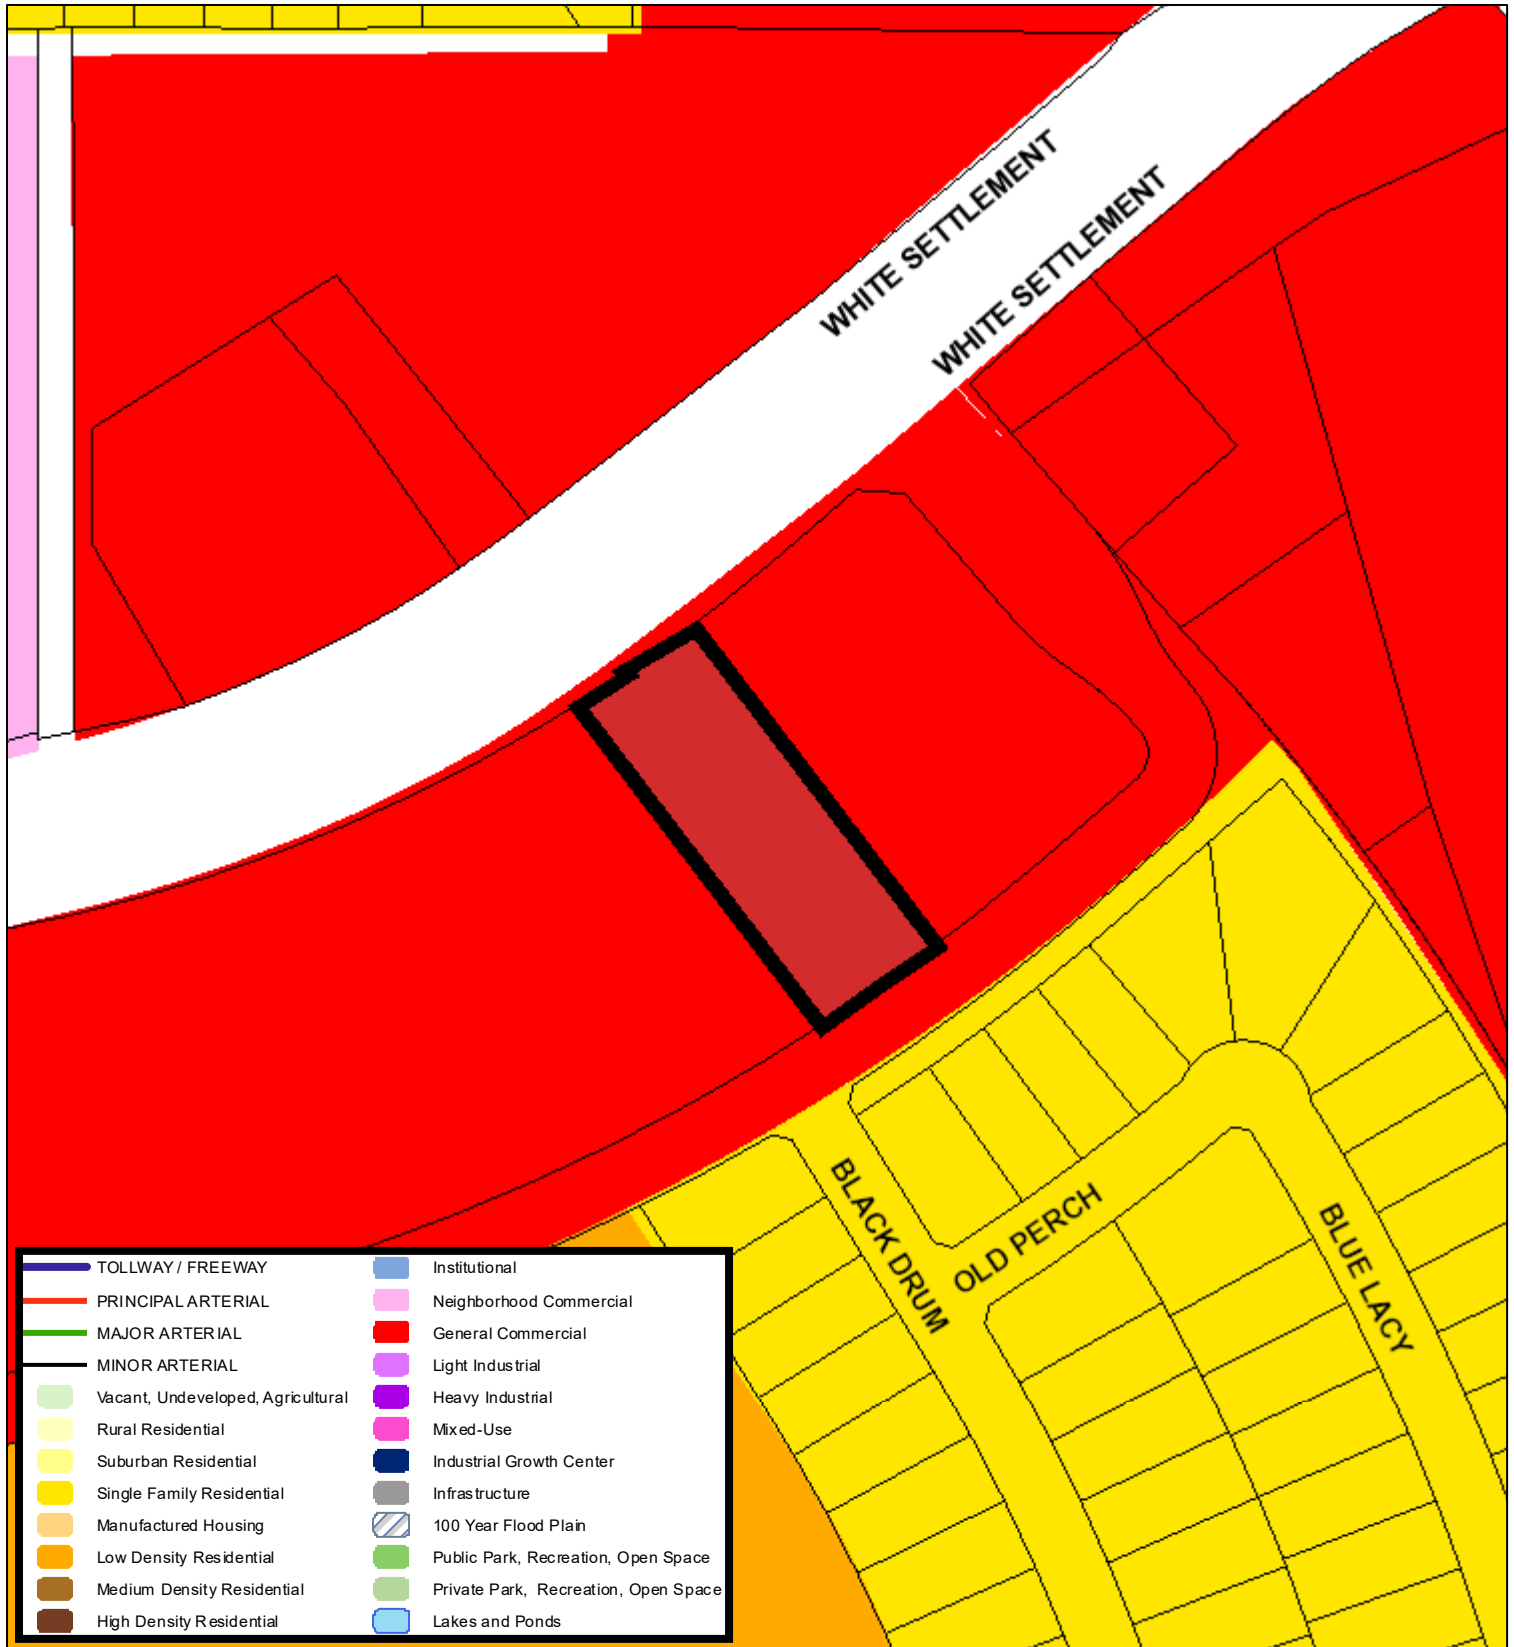 WHITE SETTLEMENT
WHITE SETTLEMENT
BLACK DRUM
OLD PERCH
BLUE LACY
TOLLWAY / FREEWAY
PRINCIPAL ARTERIAL
MAJOR ARTERIAL
MINOR ARTERIAL
Vacant, Undeveloped, Agricultural
Rural Residential
Suburban Residential
Single Family Residential
Manufactured Housing
Low Density Residential
Medium Density Residential
High Density Residential
Institutional
Neighborhood Commercial
General Commercial
Light Industrial
Heavy Industrial
Mixed-Use
Industrial Growth Center
Infrastructure
100 Year Flood Plain
Public Park, Recreation, Open Space
Private Park, Recreation, Open Space
Lakes and Ponds